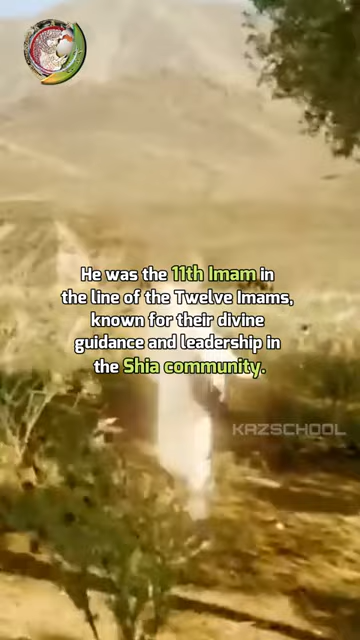 He was the 11th Imam in
the line of the Twelve Imams,
known for their divine
guidance and leadership in
the Shia community.
KAZSCHOOL